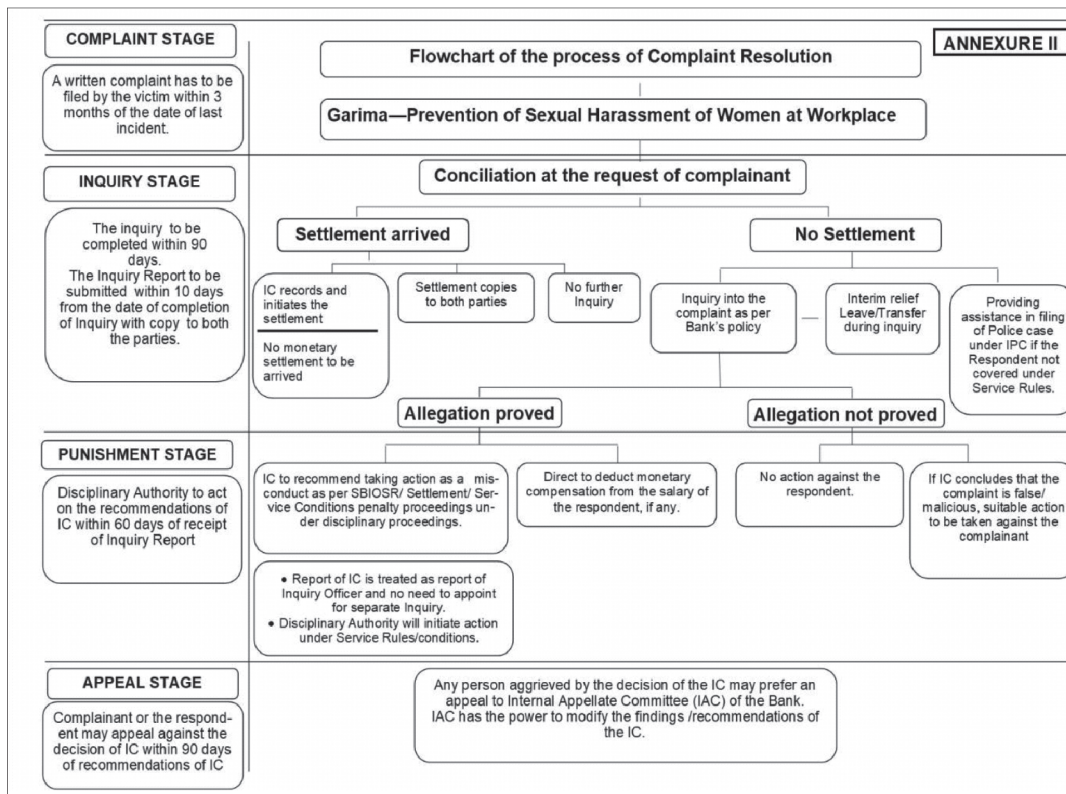 COMPLAINT STAGE
A written complaint has to be
filed by the victim within 3
months of the date of last
incident.
ANNEXURE II
Flowchart of the process of Complaint Resolution
Garima—Prevention of Sexual Harassment of Women at Workplace
INQUIRY STAGE
The inquiry to be
completed within 90
days.
The Inquiry Report to be
submitted within 10 days
from the date of completion
of Inquiry with copy to both
the parties.
Conciliation at the request of complainant
Settlement arrived
No Settlement
IC records and
initiates the
settlement
No monetary
settlement to be
arrived
Settlement copies
to both parties
No further
Inquiry
Inquiry into the
complaint as per
Bank's policy
Interim relief
Leave/Transfer
during inquiry
Providing
assistance in filing
of Police case
under IPC if the
Respondent not
covered under
Service Rules.
Allegation proved
Allegation not proved
PUNISHMENT STAGE
Disciplinary Authority to act
on the recommendations of
IC within 60 days of receipt
of Inquiry Report
IC to recommend taking action as a mis-
conduct as per SBIOSR/ Settlement/ Ser-
vice Conditions penalty proceedings un-
der disciplinary proceedings.
Direct to deduct monetary
compensation from the salary of
the respondent, if any.
No action against the
respondent.
If IC concludes that the
complaint is false/
malicious, suitable action
to be taken against the
complainant
• Report of IC is treated as report of
Inquiry Officer and no need to appoint
for separate Inquiry.
• Disciplinary Authority will initiate action
under Service Rules/conditions.
APPEAL STAGE
Complainant or the respond-
ent may appeal against the
decision of IC within 90 days
of recommendations of IC
Any person aggrieved by the decision of the IC may prefer an
appeal to Internal Appellate Committee (IAC) of the Bank.
IAC has the power to modify the findings /recommendations of
the IC.